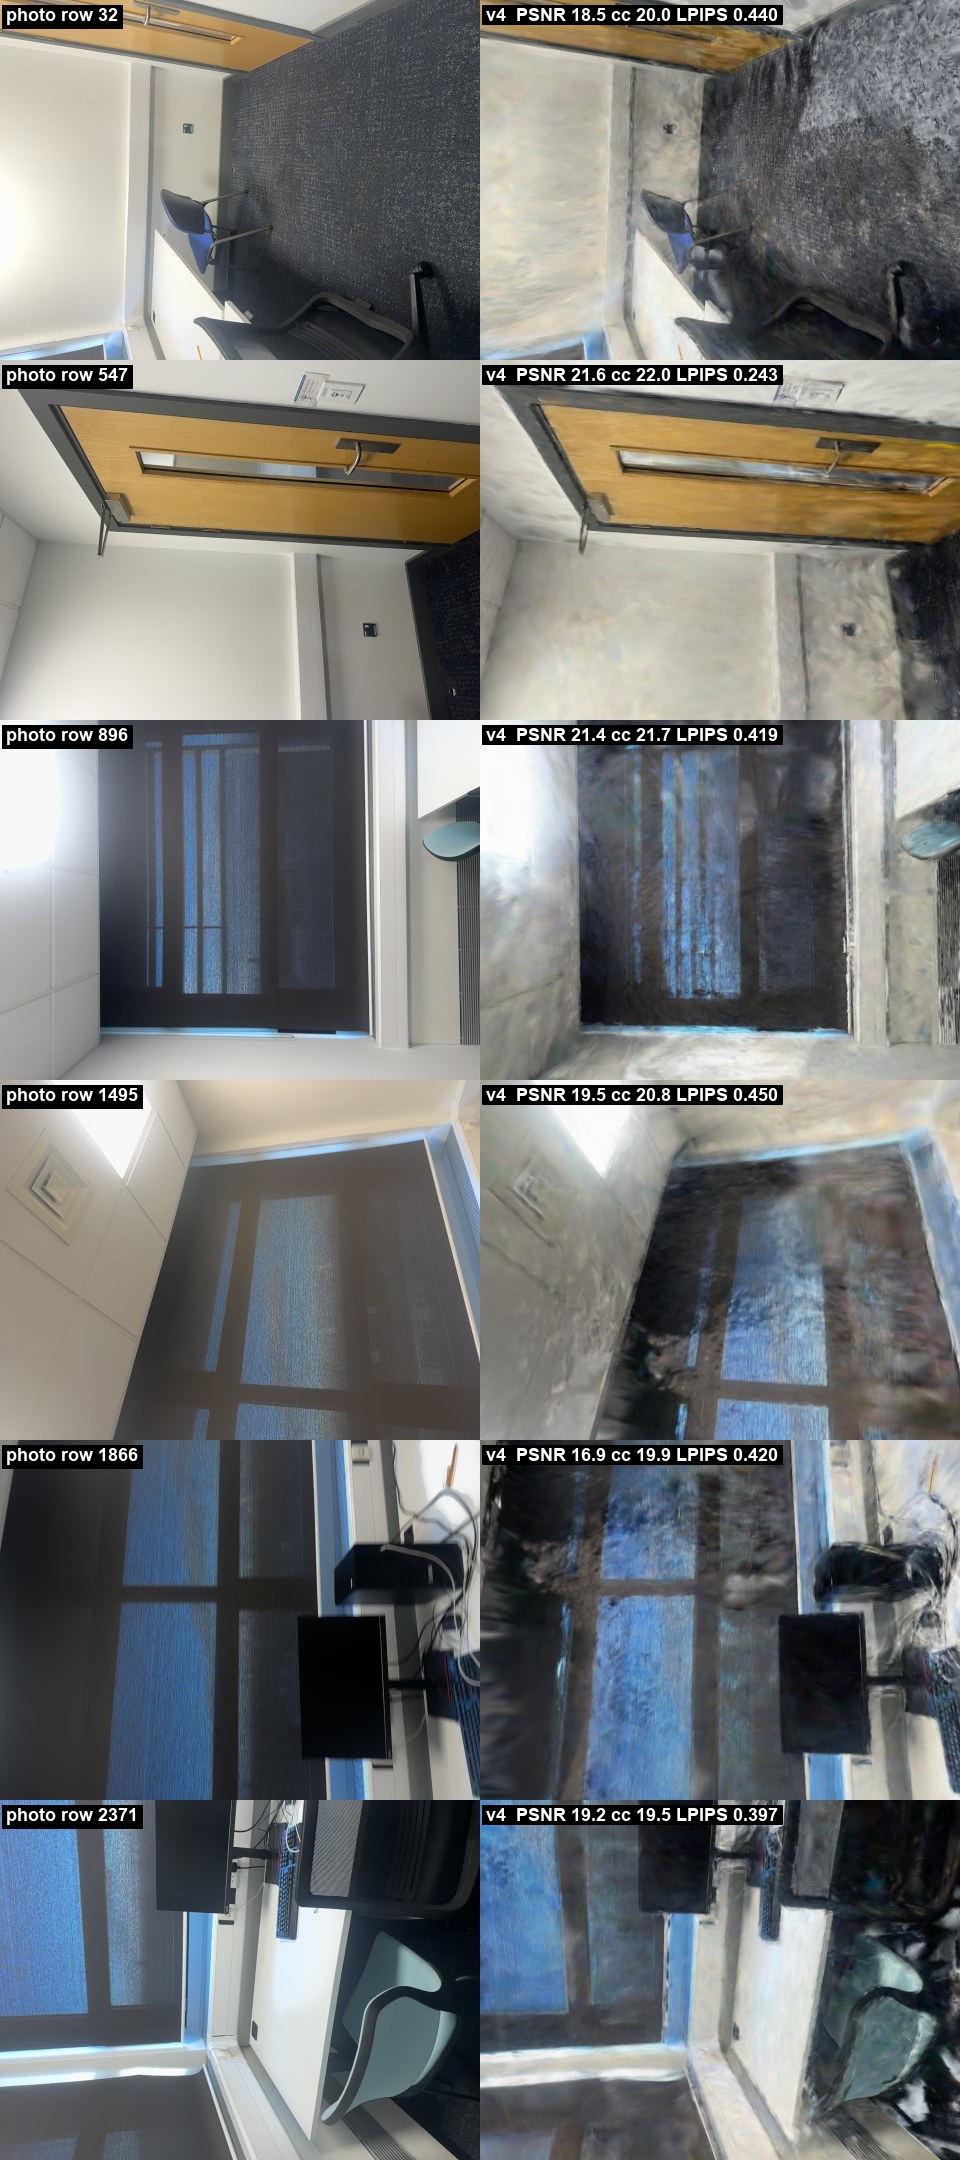 photo row 32
v4 PSNR 18.5 cc 20.0 LPIPS 0.440
photo row 547
v4 PSNR 21.6 cc 22.0 LPIPS 0.243
photo row 896
v4 PSNR 21.4 cc 21.7 LPIPS 0.419
photo row 1495
v4 PSNR 19.5 cc 20.8 LPIPS 0.450
photo row 1866
v4 PSNR 16.9 cc 19.9 LPIPS 0.420
photo row 2371
v4 PSNR 19.2 cc 19.5 LPIPS 0.397